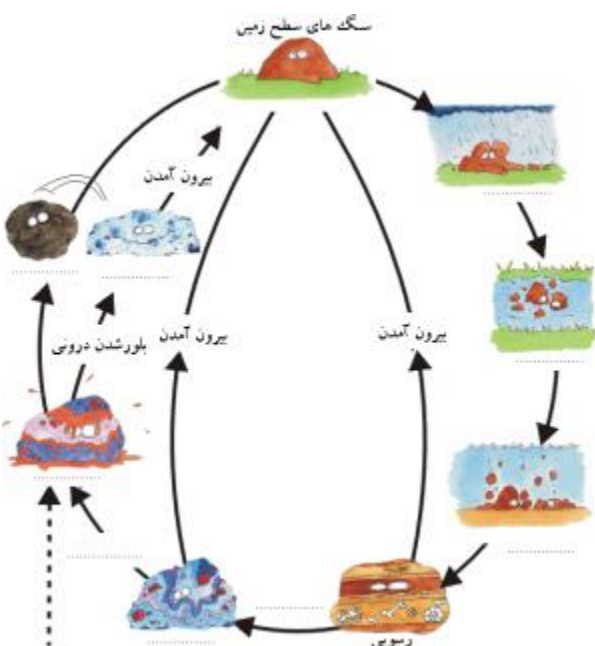 سنگ های سطح زمین
بیرون آمدن
بلورشدن درونی
بیرون آمدن
بیرون آمدن
رسوبی